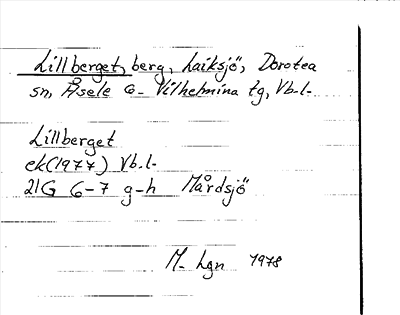 Lillberget, berg, Laiksjö, Dorotea
sn, Åsele o. Vilhelmina tg, Vb.l.
Lillberget
ek(1977) Vb.l.
21G 6-7 g-h Mårdsjö
M. Lgn 1978